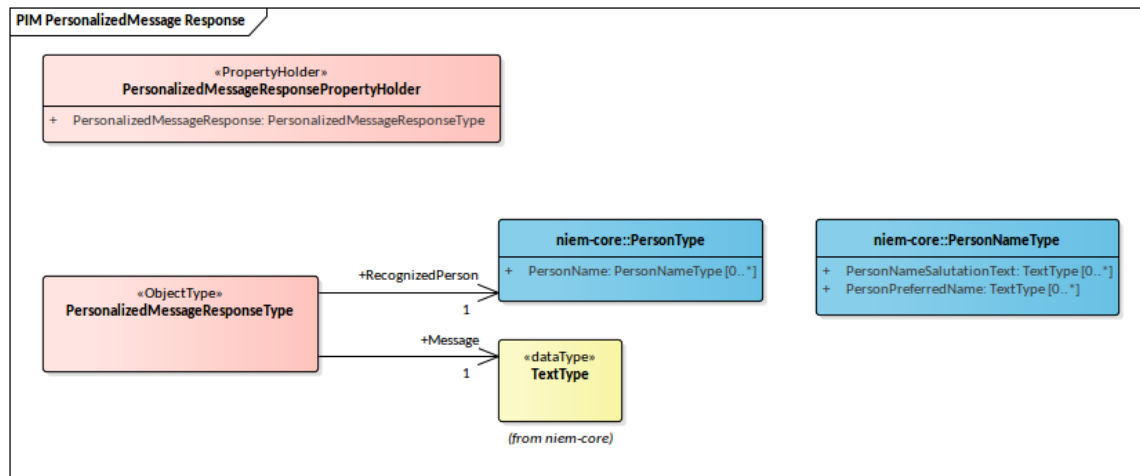 PIM PersonalizedMessage Response
«PropertyHolder»
PersonalizedMessageResponsePropertyHolder
+ PersonalizedMessageResponse: PersonalizedMessageResponseType
niem-core::PersonType
+ PersonName: PersonNameType [0..*]
niem-core::PersonNameType
+ PersonNameSalutationText: TextType [0..*]
+ PersonPreferredName: TextType [0..*]
+RecognizedPerson
1
«ObjectType»
PersonalizedMessageResponseType
+Message
1
«dataType»
TextType
(from niem-core)